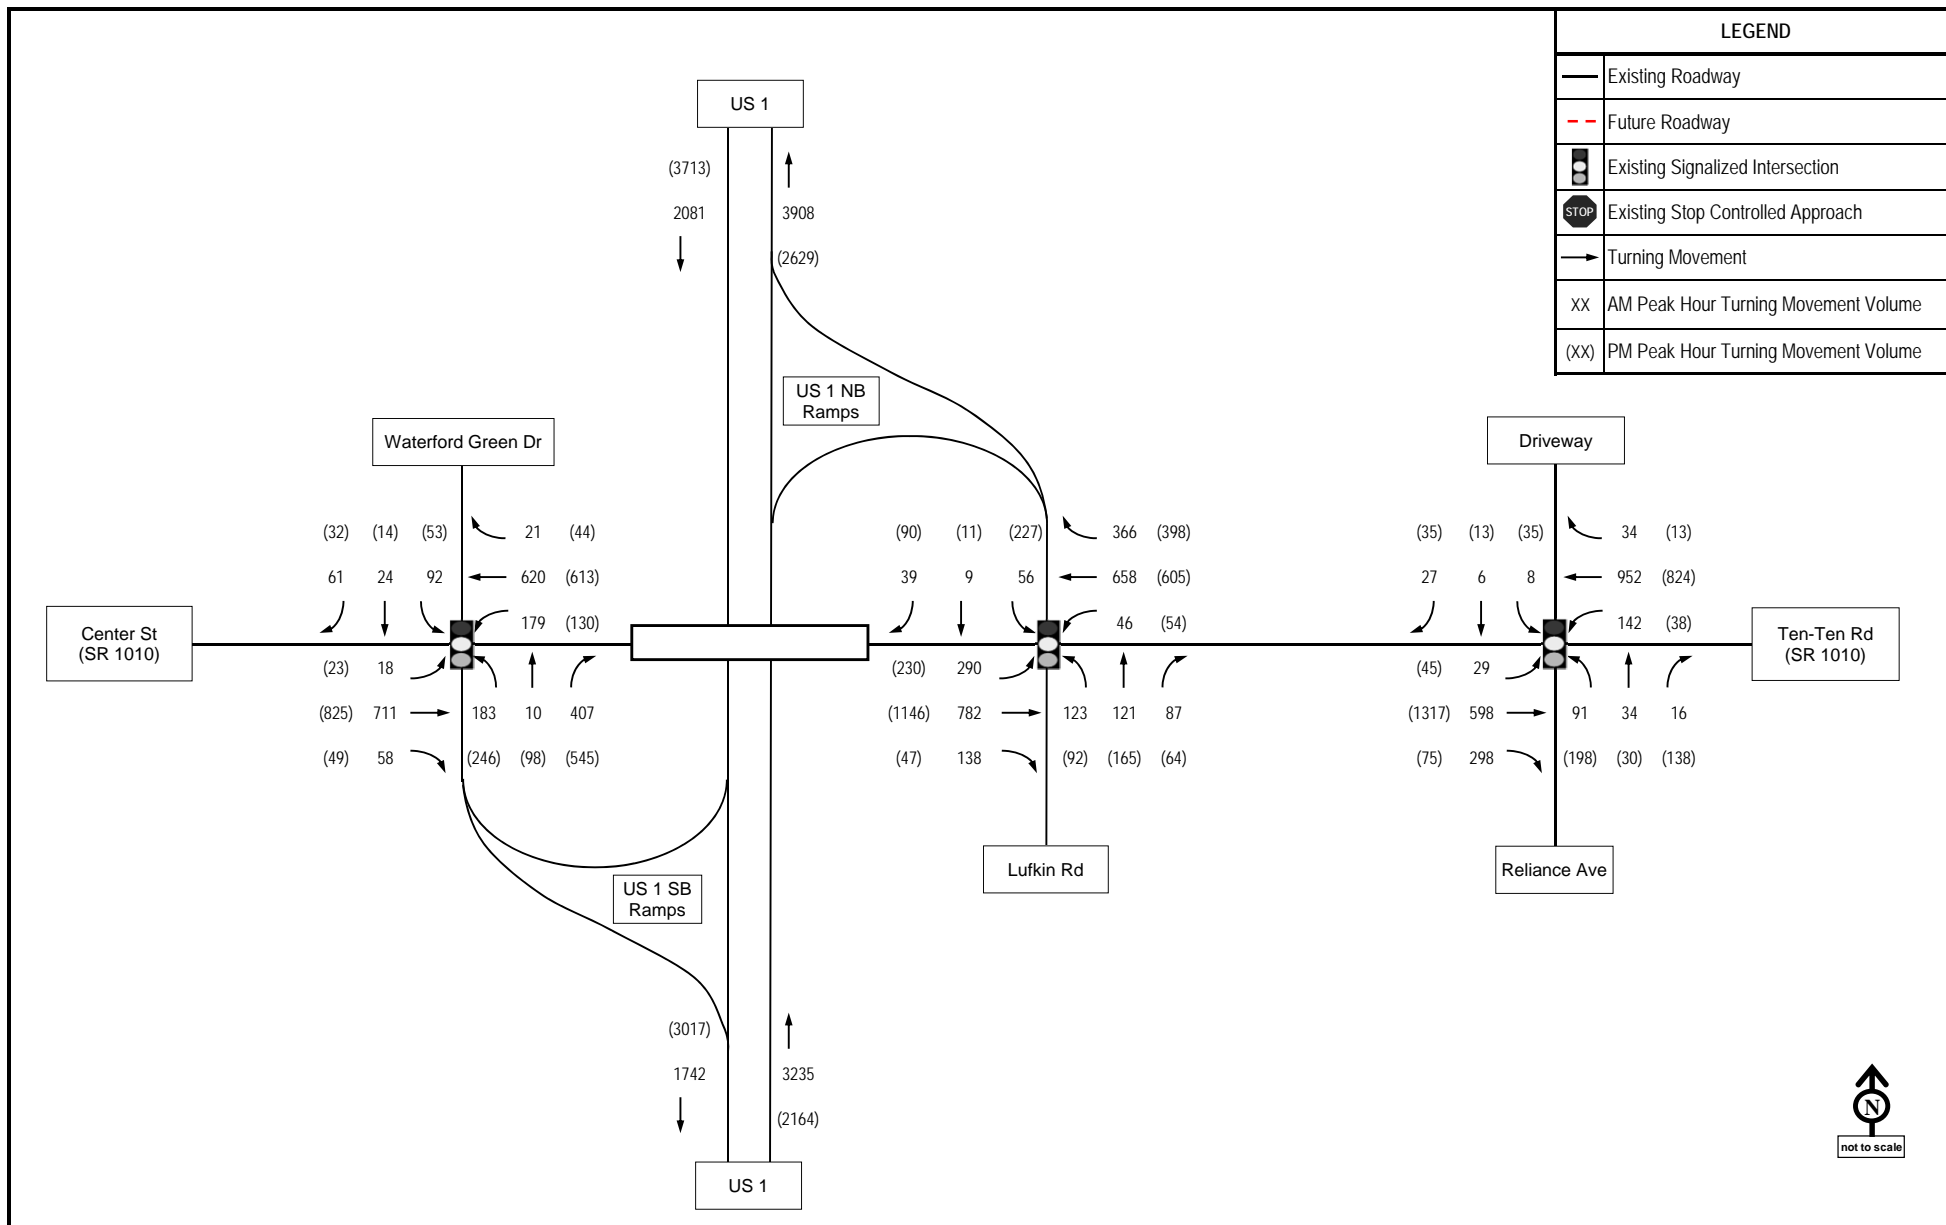 LEGEND
Existing Roadway
Future Roadway
Existing Signalized Intersection
STOP Existing Stop Controlled Approach
Turning Movement
XX AM Peak Hour Turning Movement Volume
(XX) PM Peak Hour Turning Movement Volume
US 1
(3713)
2081 3908
(2629)
US 1 NB
Ramps
Waterford Green Dr
Driveway
(32) (14) (53) 21 (44)
61 24 92 620 (613)
179 (130)
(90) (11) (227) 366 (398)
39 9 56 658 (605)
46 (54)
(35) (13) (35) 34 (13)
27 6 8 952 (824)
142 (38)
Center St
(SR 1010)
Ten-Ten Rd
(SR 1010)
(23) 18
(825) 711 183 10 407
(49) 58 (246) (98) (545)
(230) 290
(1146) 782 123 121 87
(47) 138 (92) (165) (64)
(45) 29
(1317) 598 91 34 16
(75) 298 (198) (30) (138)
US 1 SB
Ramps
Lufkin Rd
Reliance Ave
(3017)
1742 3235
(2164)
US 1
N
not to scale